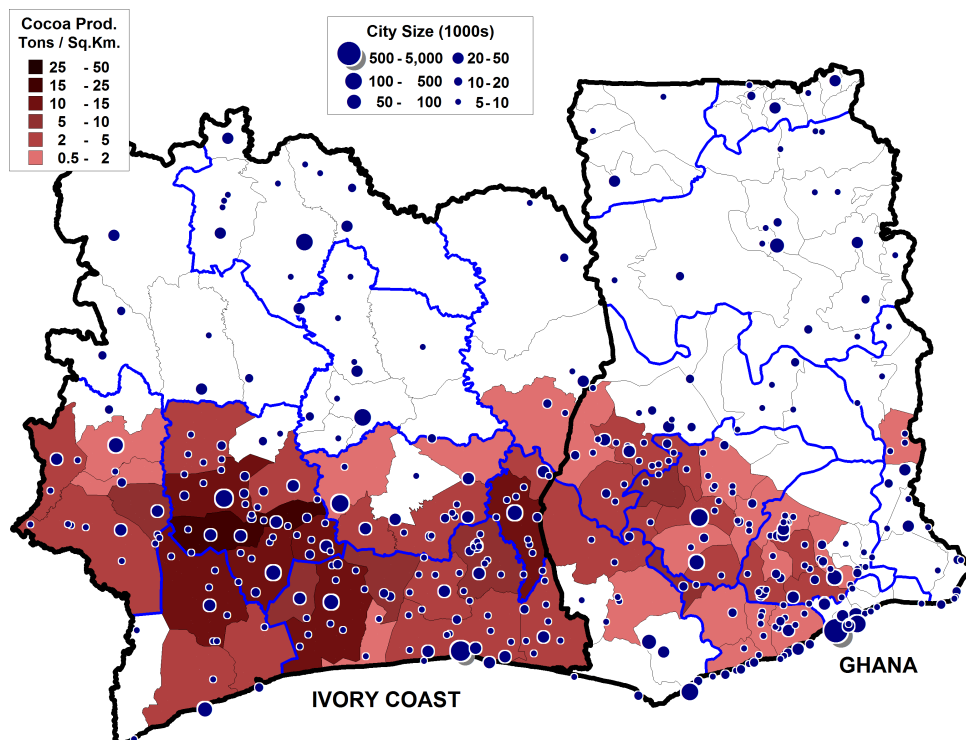 Cocoa Prod.
Tons / Sq.Km.
25 - 50
15 - 25
10 - 15
5 - 10
2 - 5
0.5 - 2
City Size (1000s)
500 - 5,000 20-50
100 - 500 10-20
50 - 100 5-10
GHANA
IVORY COAST